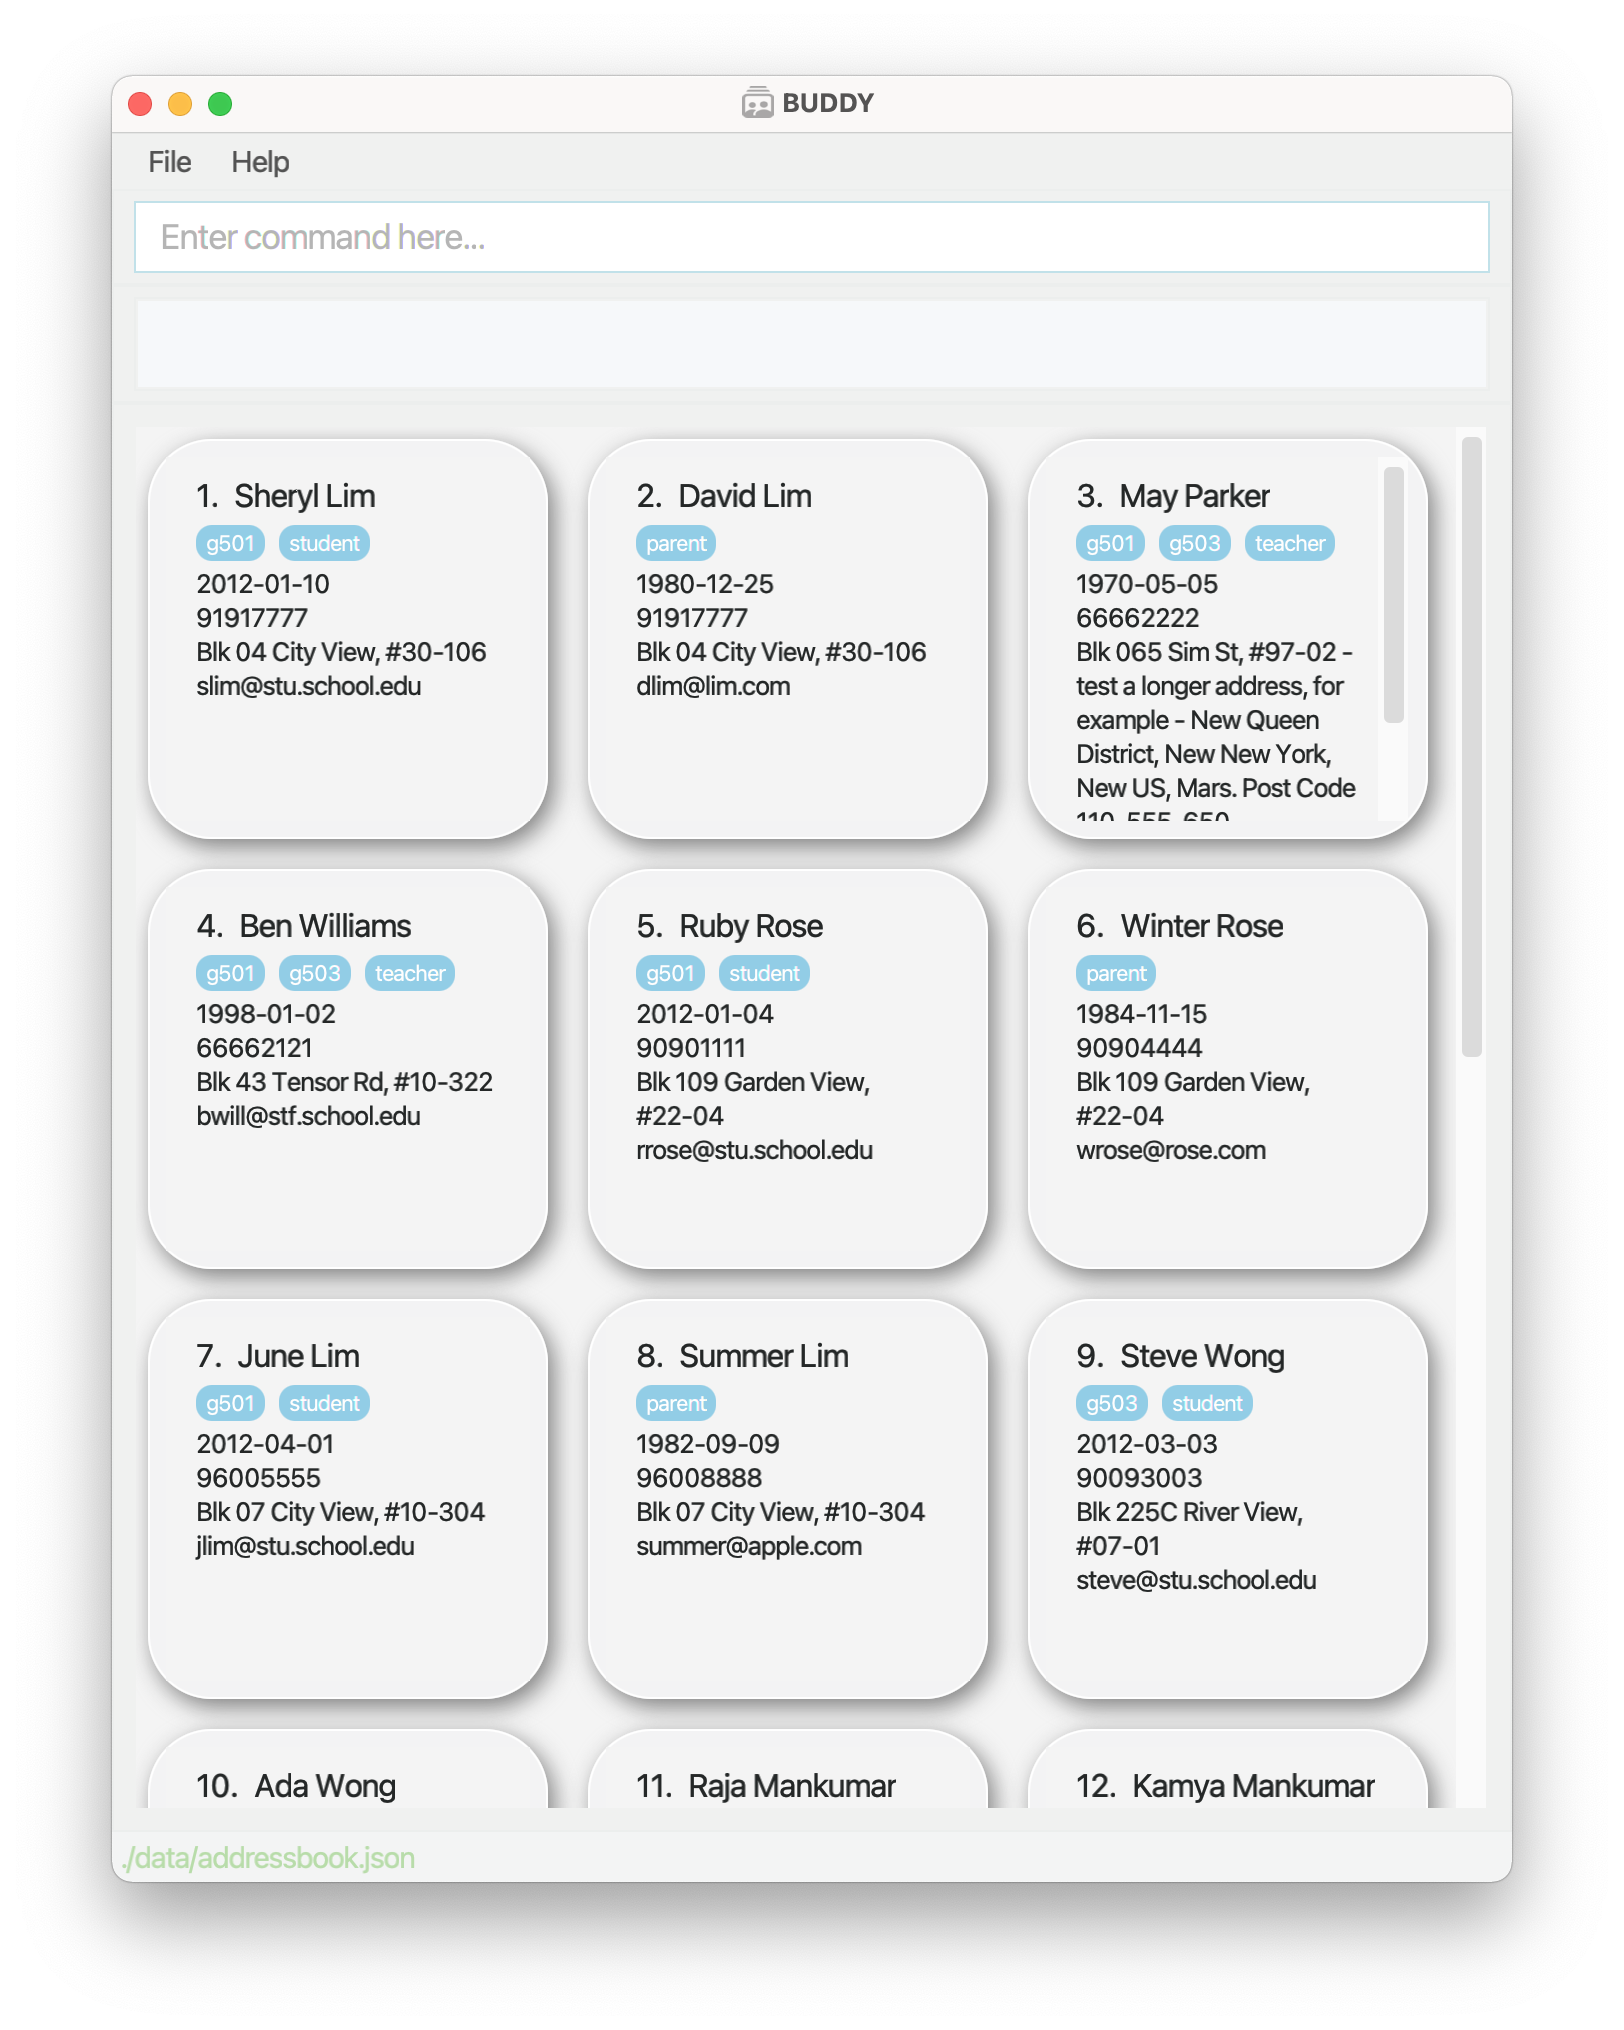 BUDDY
File Help
Enter command here...
1. Sheryl Lim
g501 student
2012-01-10
91917777
Blk 04 City View, #30-106
slim@stu.school.edu
2. David Lim
parent
1980-12-25
91917777
Blk 04 City View, #30-106
dlim@lim.com
3. May Parker
g501 g503 teacher
1970-05-05
66662222
Blk 065 Sim St, #97-02 -
test a longer address, for
example - New Queen
District, New New York,
New US, Mars. Post Code
110-555-650
4. Ben Williams
g501 g503 teacher
1998-01-02
66662121
Blk 43 Tensor Rd, #10-322
bwill@stf.school.edu
5. Ruby Rose
g501 student
2012-01-04
90901111
Blk 109 Garden View,
#22-04
rrose@stu.school.edu
6. Winter Rose
parent
1984-11-15
90904444
Blk 109 Garden View,
#22-04
wrose@rose.com
7. June Lim
g501 student
2012-04-01
96005555
Blk 07 City View, #10-304
jlim@stu.school.edu
8. Summer Lim
parent
1982-09-09
96008888
Blk 07 City View, #10-304
summer@apple.com
9. Steve Wong
g503 student
2012-03-03
90093003
Blk 225C River View,
#07-01
steve@stu.school.edu
10. Ada Wong
11. Raja Mankumar
12. Kamya Mankumar
./data/addressbook.json